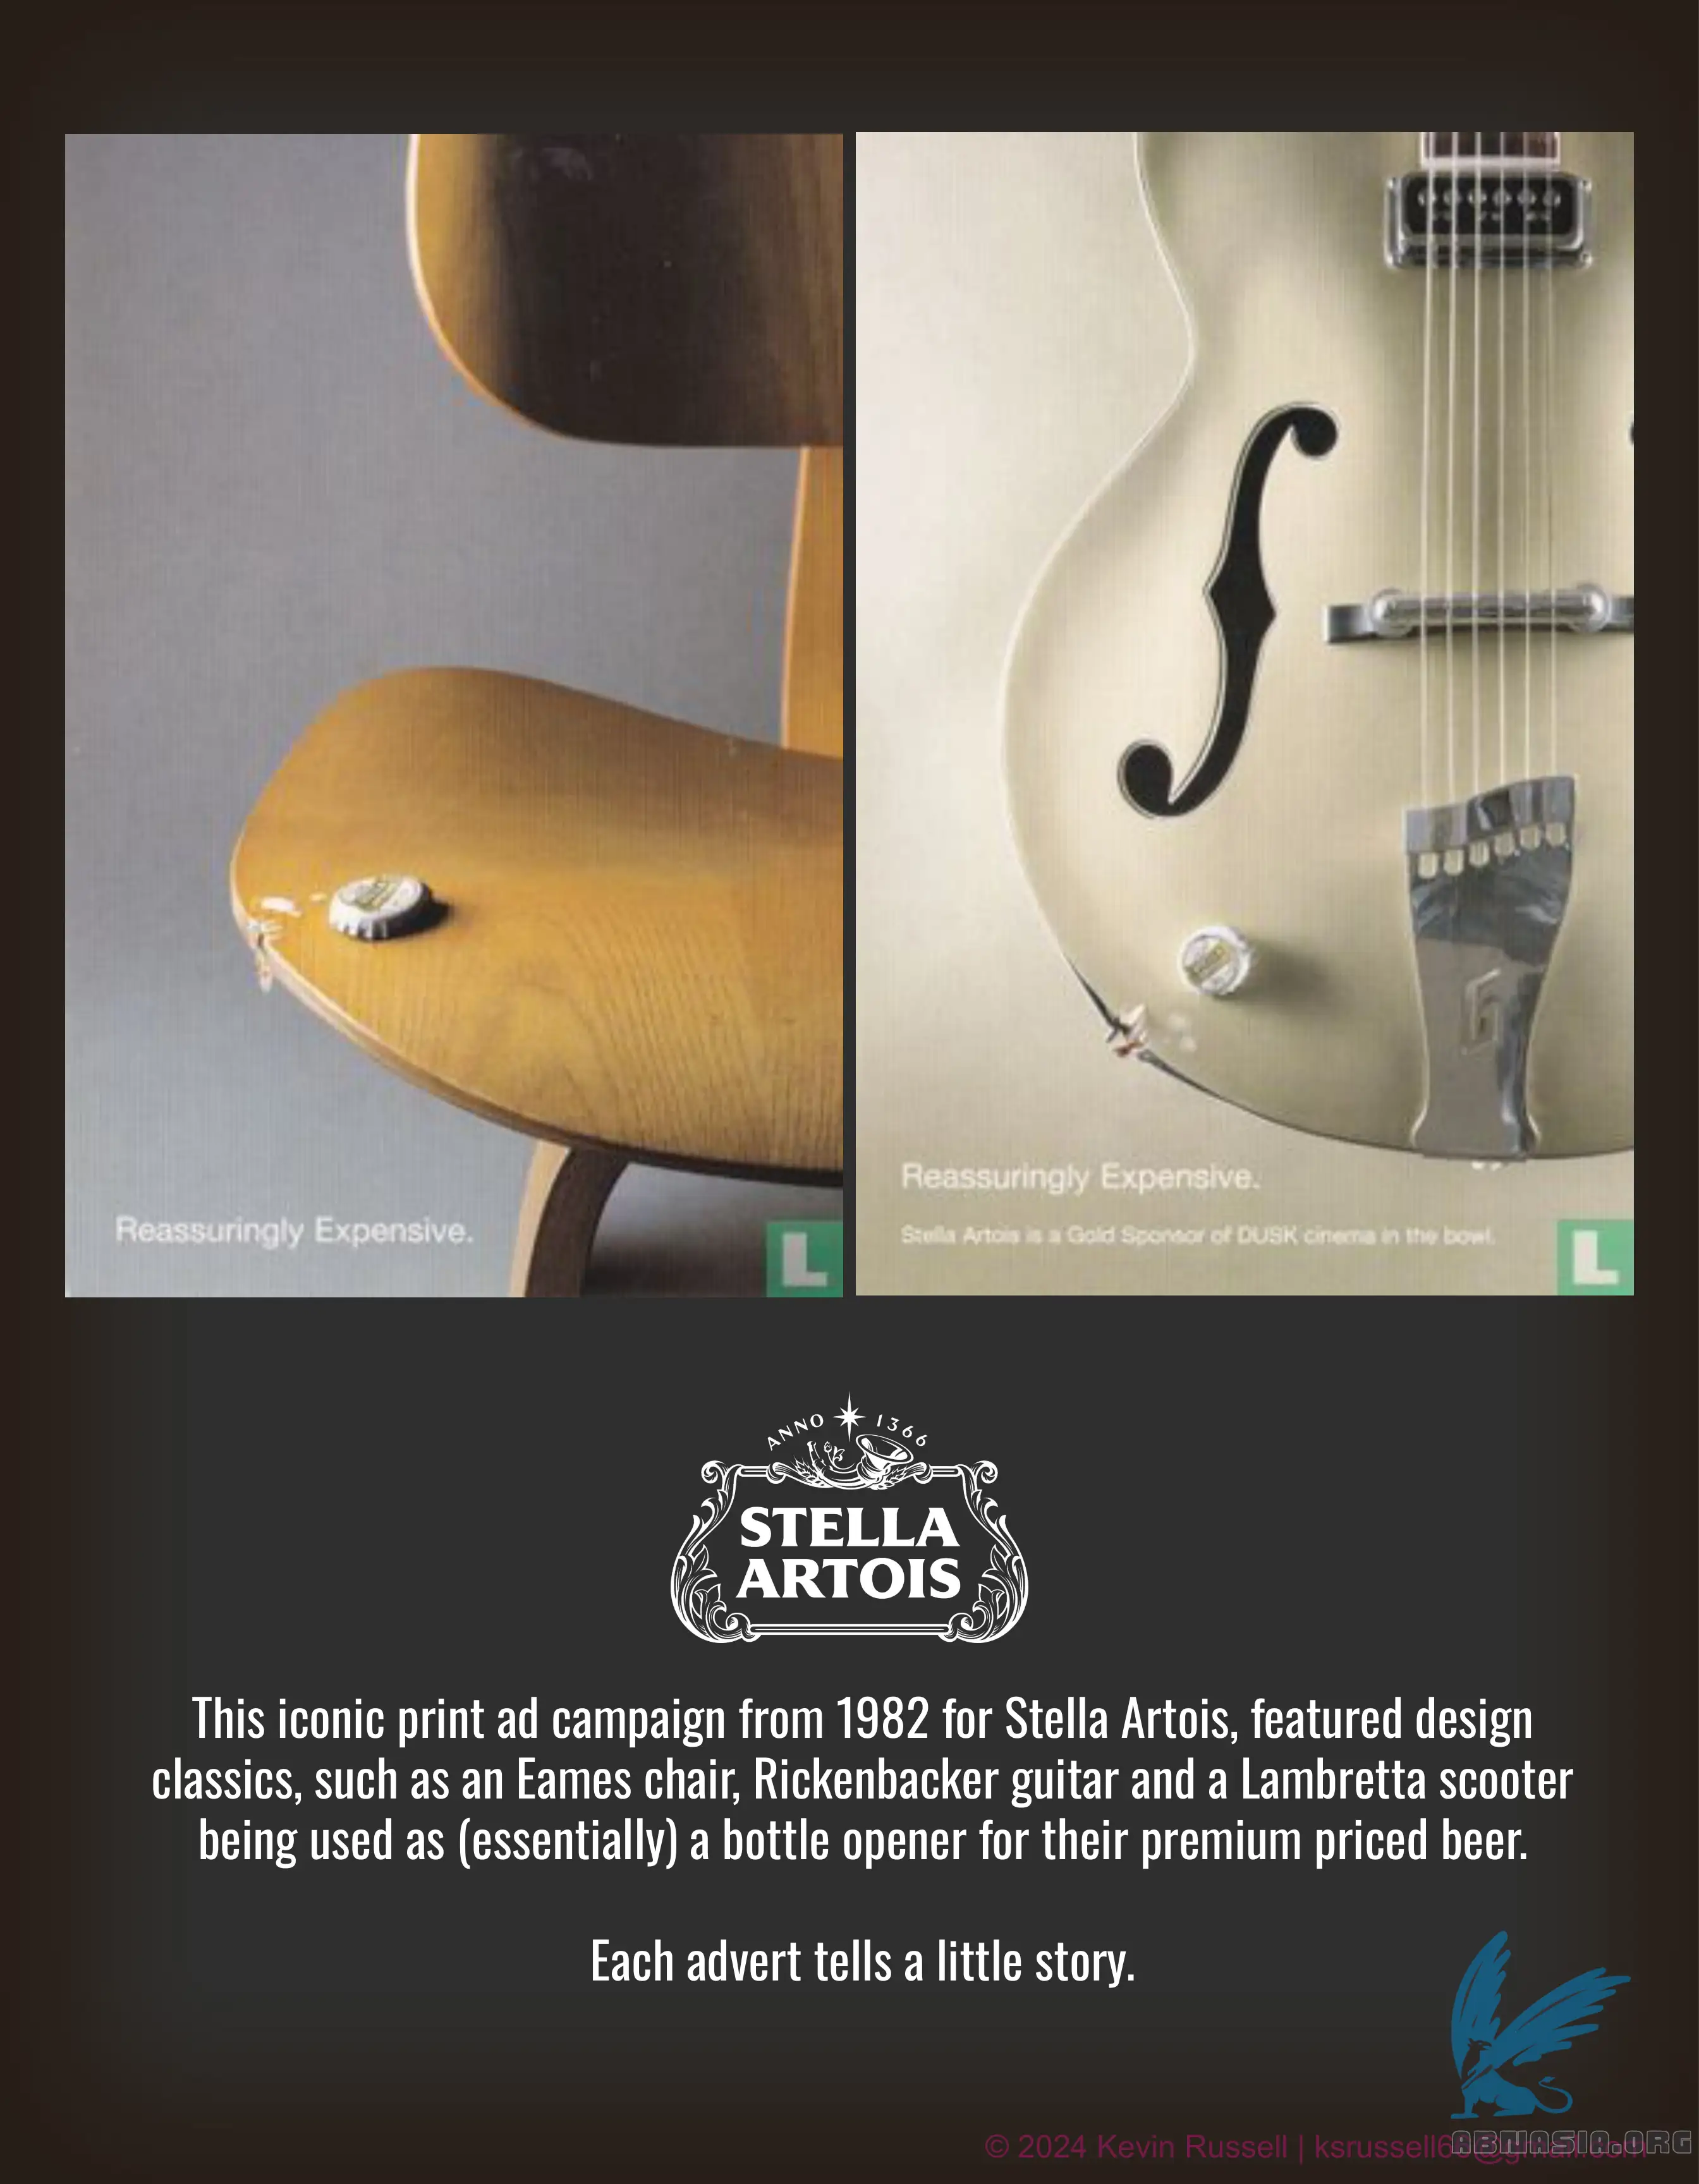 Reassuringly Expensive.
L
Reassuringly Expensive.
Stella Artois is a Gold Sponsor of DUSK cinema in the bowl.
L
G
ANNO 1366
STELLA
ARTOIS
This iconic print ad campaign from 1982 for Stella Artois, featured design
classics, such as an Eames chair, Rickenbacker guitar and a Lambretta scooter
being used as (essentially) a bottle opener for their premium priced beer.
Each advert tells a little story.
© 2024 Kevin Russell |
ABNASIA.ORG